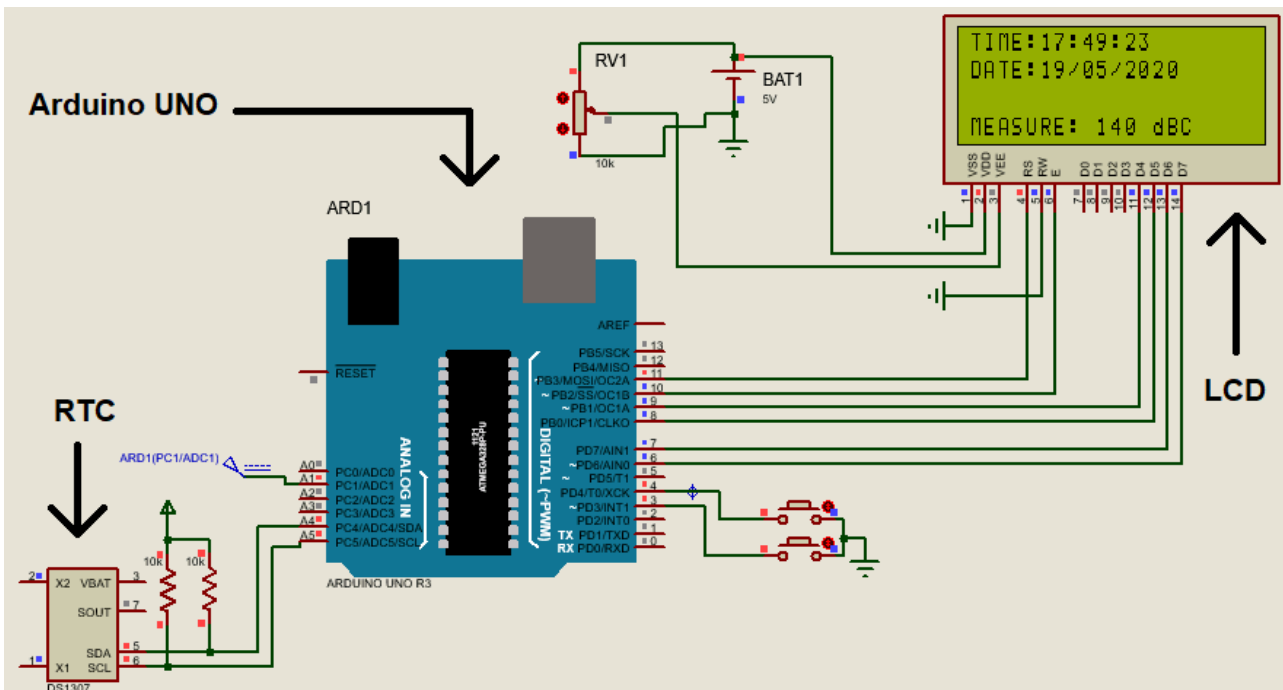 Arduino UNO
RTC
LCD
TIME:17:49:23
DATE:19/05/2020
MEASURE: 140 dBC
VSS
VDD
VEE
RS
RW
E
D0
D1
D2
D3
D4
D5
D6
D7
1
2
3
4
5
6
7
8
9
10
11
12
13
14
RV1
10k
BAT1
5V
ARD1
AREF
RESET
PB5/SCK 13
PB4/MISO 12
PB3/MOSI/OC2A 11
~ PB2/SS/OC1B 10
~ PB1/OC1A 9
PB0/ICP1/CLKO 8
PD7/AIN1 7
~ PD6/AIN0 6
~ PD5/T1 5
PD4/T0/XCK 4
~ PD3/INT1 3
PD2/INT0 2
TX PD1/TXD 1
RX PD0/RXD 0
DIGITAL (~PWM)
ANALOG IN
1121
ATMEGA328P-PU
A0 PC0/ADC0
A1 PC1/ADC1
A2 PC2/ADC2
A3 PC3/ADC3
A4 PC4/ADC4/SDA
A5 PC5/ADC5/SCL
ARDUINO UNO R3
ARD1(PC1/ADC1)
10k
10k
2 X2 VBAT 3
SOUT 7
SDA 5
1 X1 SCL 6
DS1307